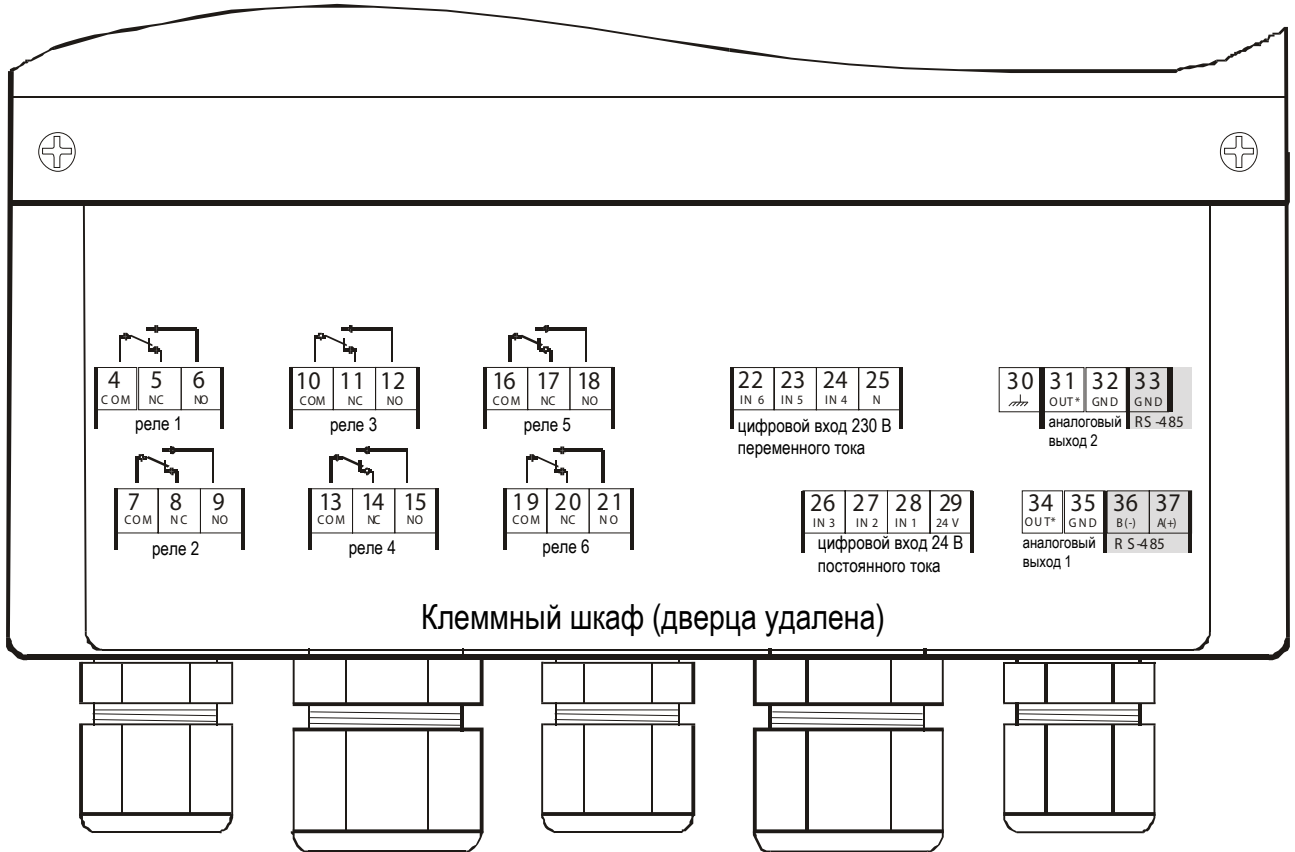 4 5 6 10 11 12 16 17 18 22 23 24 25 30 31 32 33
COM NC NO COM NC NO COM NC NO IN 6 IN 5 IN 4 N OUT* GND GND
реле 1 реле 3 реле 5 цифровой вход 230 В аналоговый RS-485
переменного тока выход 2
7 8 9 13 14 15 19 20 21 26 27 28 29 34 35 36 37
COM NC NO COM NC NO COM NC NO IN 3 IN 2 IN 1 24 V OUT* GND B(-) A(+)
реле 2 реле 4 реле 6 цифровой вход 24 В аналоговый RS-485
постоянного тока выход 1
Клеммный шкаф (дверца удалена)